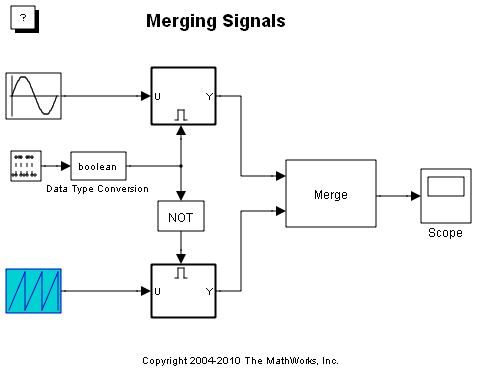 ?
Merging Signals
U
Y
boolean
Data Type Conversion
NOT
Merge
Scope
U
Y
Copyright 2004-2010 The MathWorks, Inc.